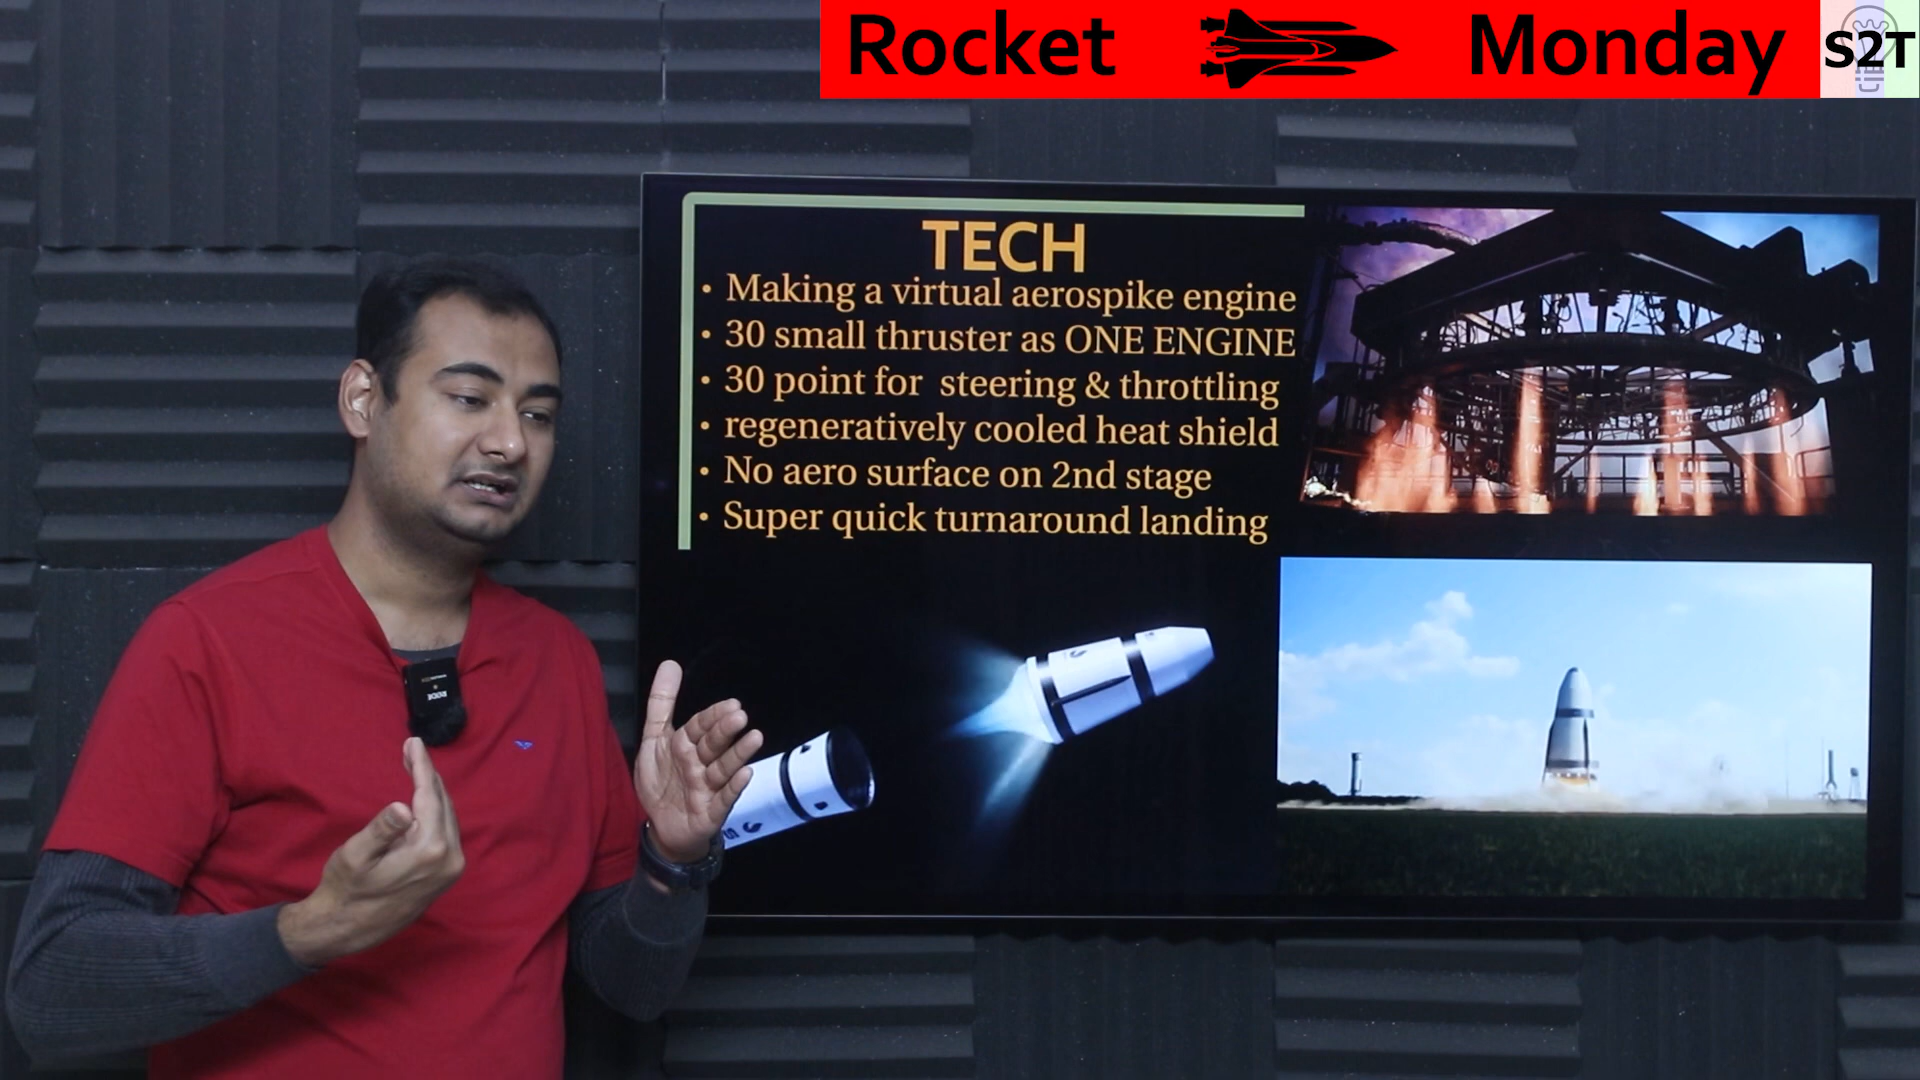 Rocket Monday S2T
TECH
• Making a virtual aerospike engine
• 30 small thruster as ONE ENGINE
• 30 point for steering & throttling
• regeneratively cooled heat shield
• No aero surface on 2nd stage
• Super quick turnaround landing
RODE